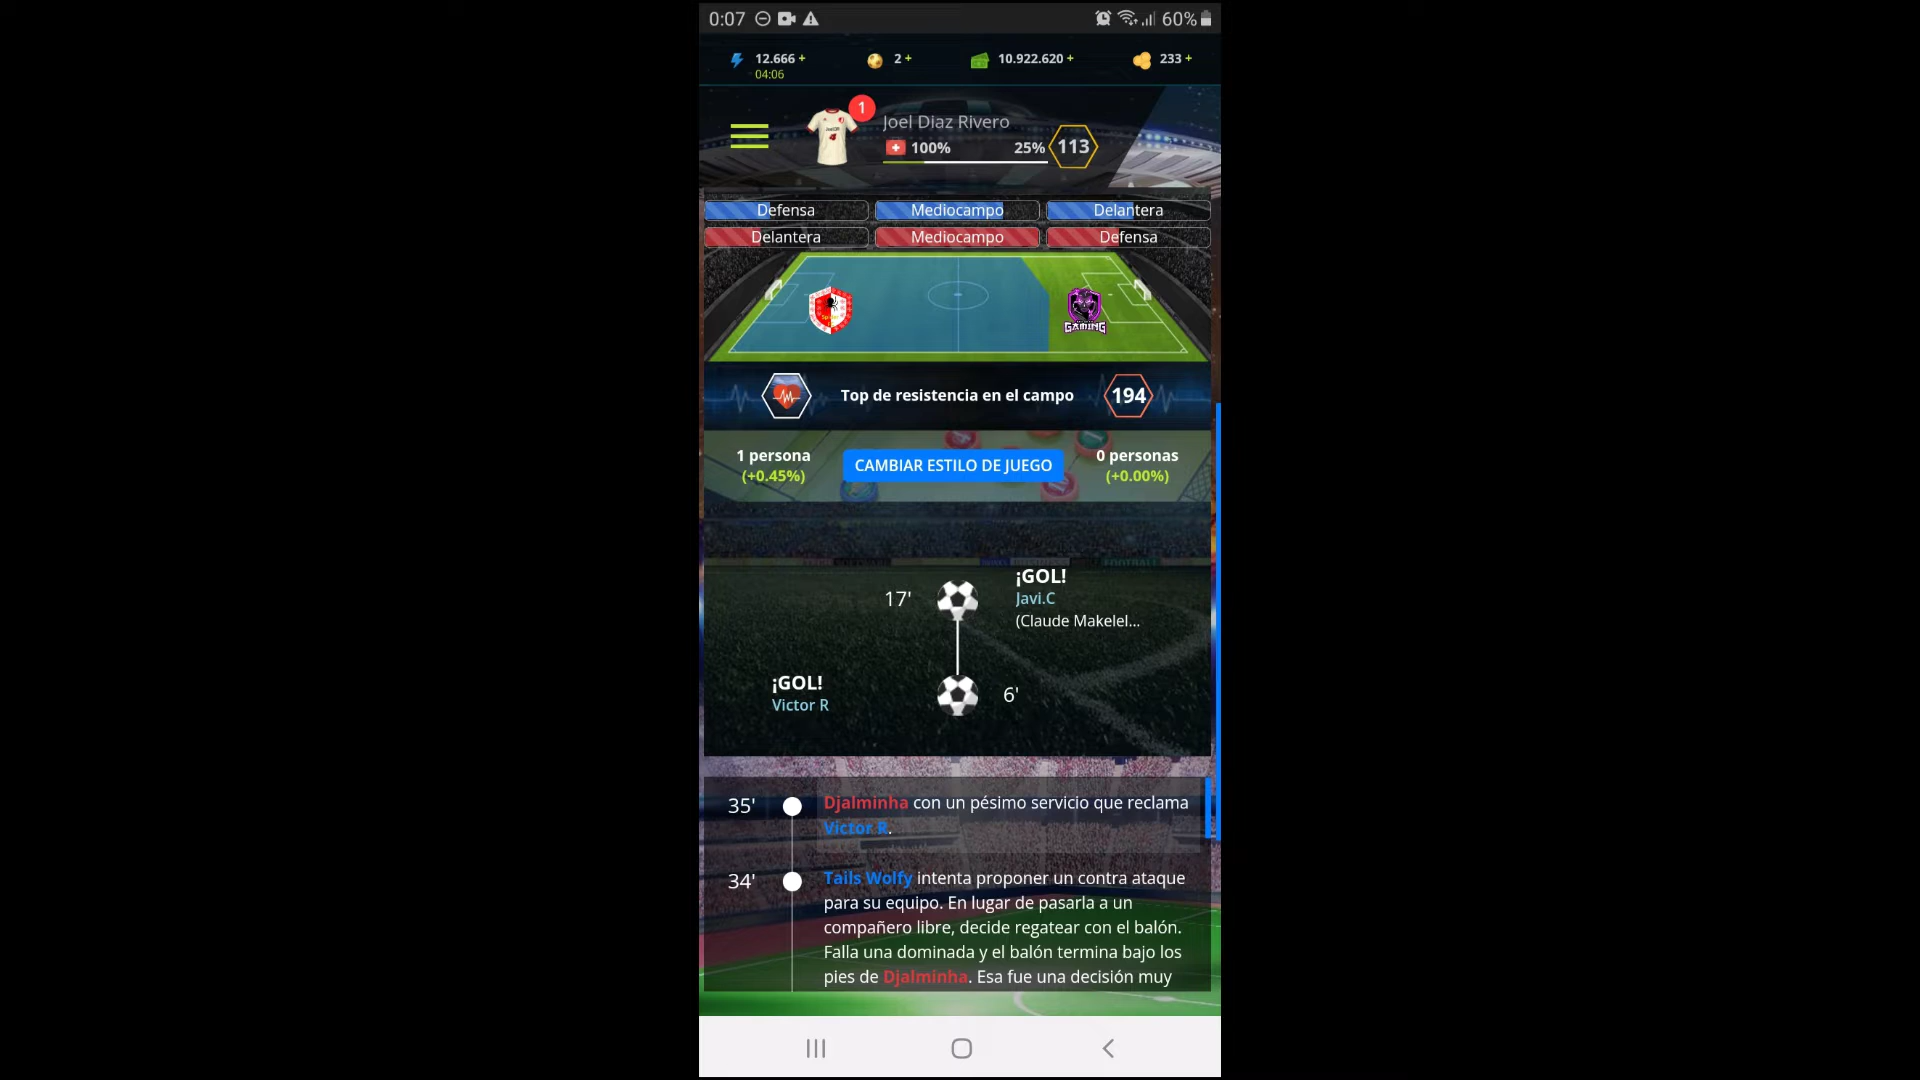 0:07 60%
12.666 + 2 + 10.922.620 + 233 +
04:06
1
Joel Diaz Rivero
100% 25% 113
Defensa Mediocampo Delantera
Delantera Mediocampo Defensa
GAMING
Top de resistencia en el campo 194
1 persona CAMBIAR ESTILO DE JUEGO 0 personas
(+0.45%) (+0.00%)
¡GOL!
17' Javi.C
(Claude Makelel...
¡GOL!
Victor R 6'
35' Djalminha con un pésimo servicio que reclama
Victor R.
34' Tails Wolfy intenta proponer un contra ataque
para su equipo. En lugar de pasarla a un
compañero libre, decide regatear con el balón.
Falla una dominada y el balón termina bajo los
pies de Djalminha. Esa fue una decisión muy